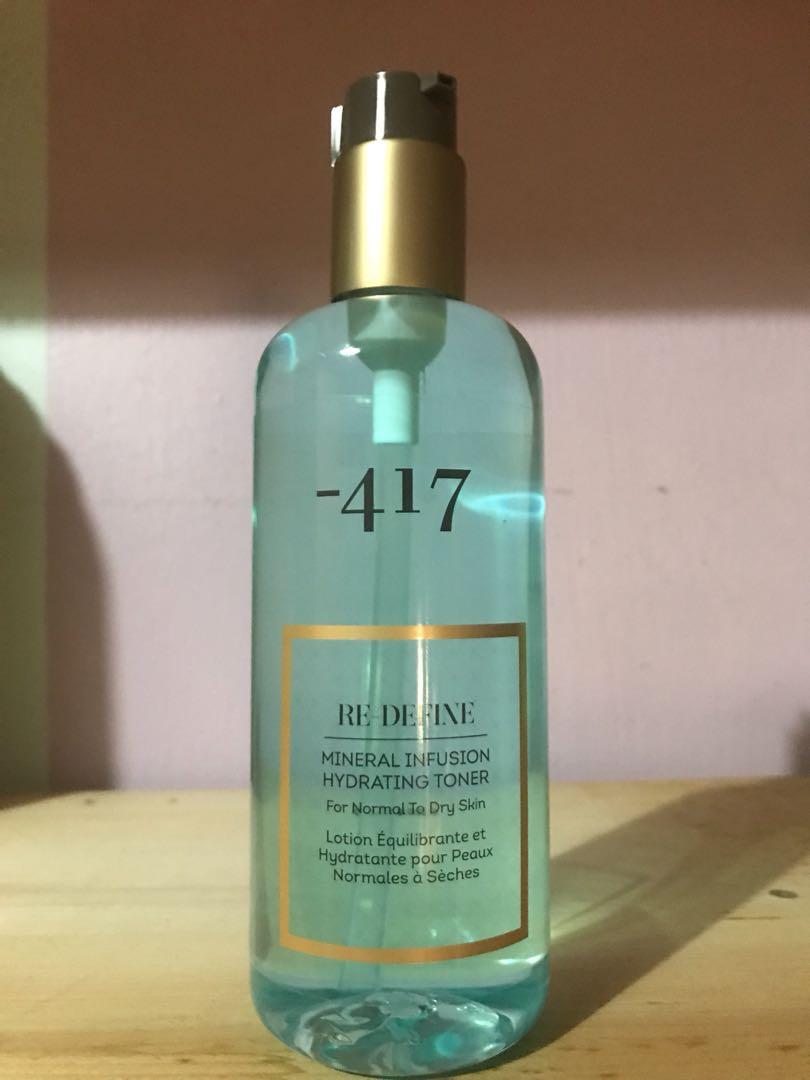 -417
RE-DEFINE
MINERAL INFUSION
HYDRATING TONER
For Normal To Dry Skin
Lotion Équilibrante et
Hydratante pour Peaux
Normales à Sèches